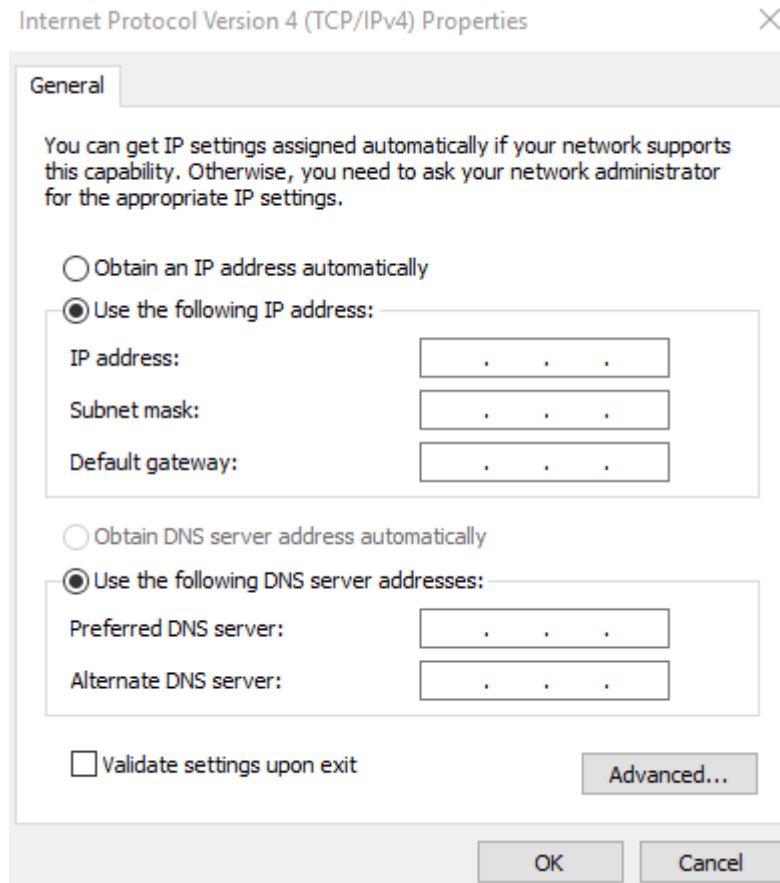 Internet Protocol Version 4 (TCP/IPv4) Properties
General
You can get IP settings assigned automatically if your network supports
this capability. Otherwise, you need to ask your network administrator
for the appropriate IP settings.
Obtain an IP address automatically
Use the following IP address:
IP address: . . .
Subnet mask: . . .
Default gateway: . . .
Obtain DNS server address automatically
Use the following DNS server addresses:
Preferred DNS server: . . .
Alternate DNS server: . . .
Validate settings upon exit
Advanced...
OK Cancel